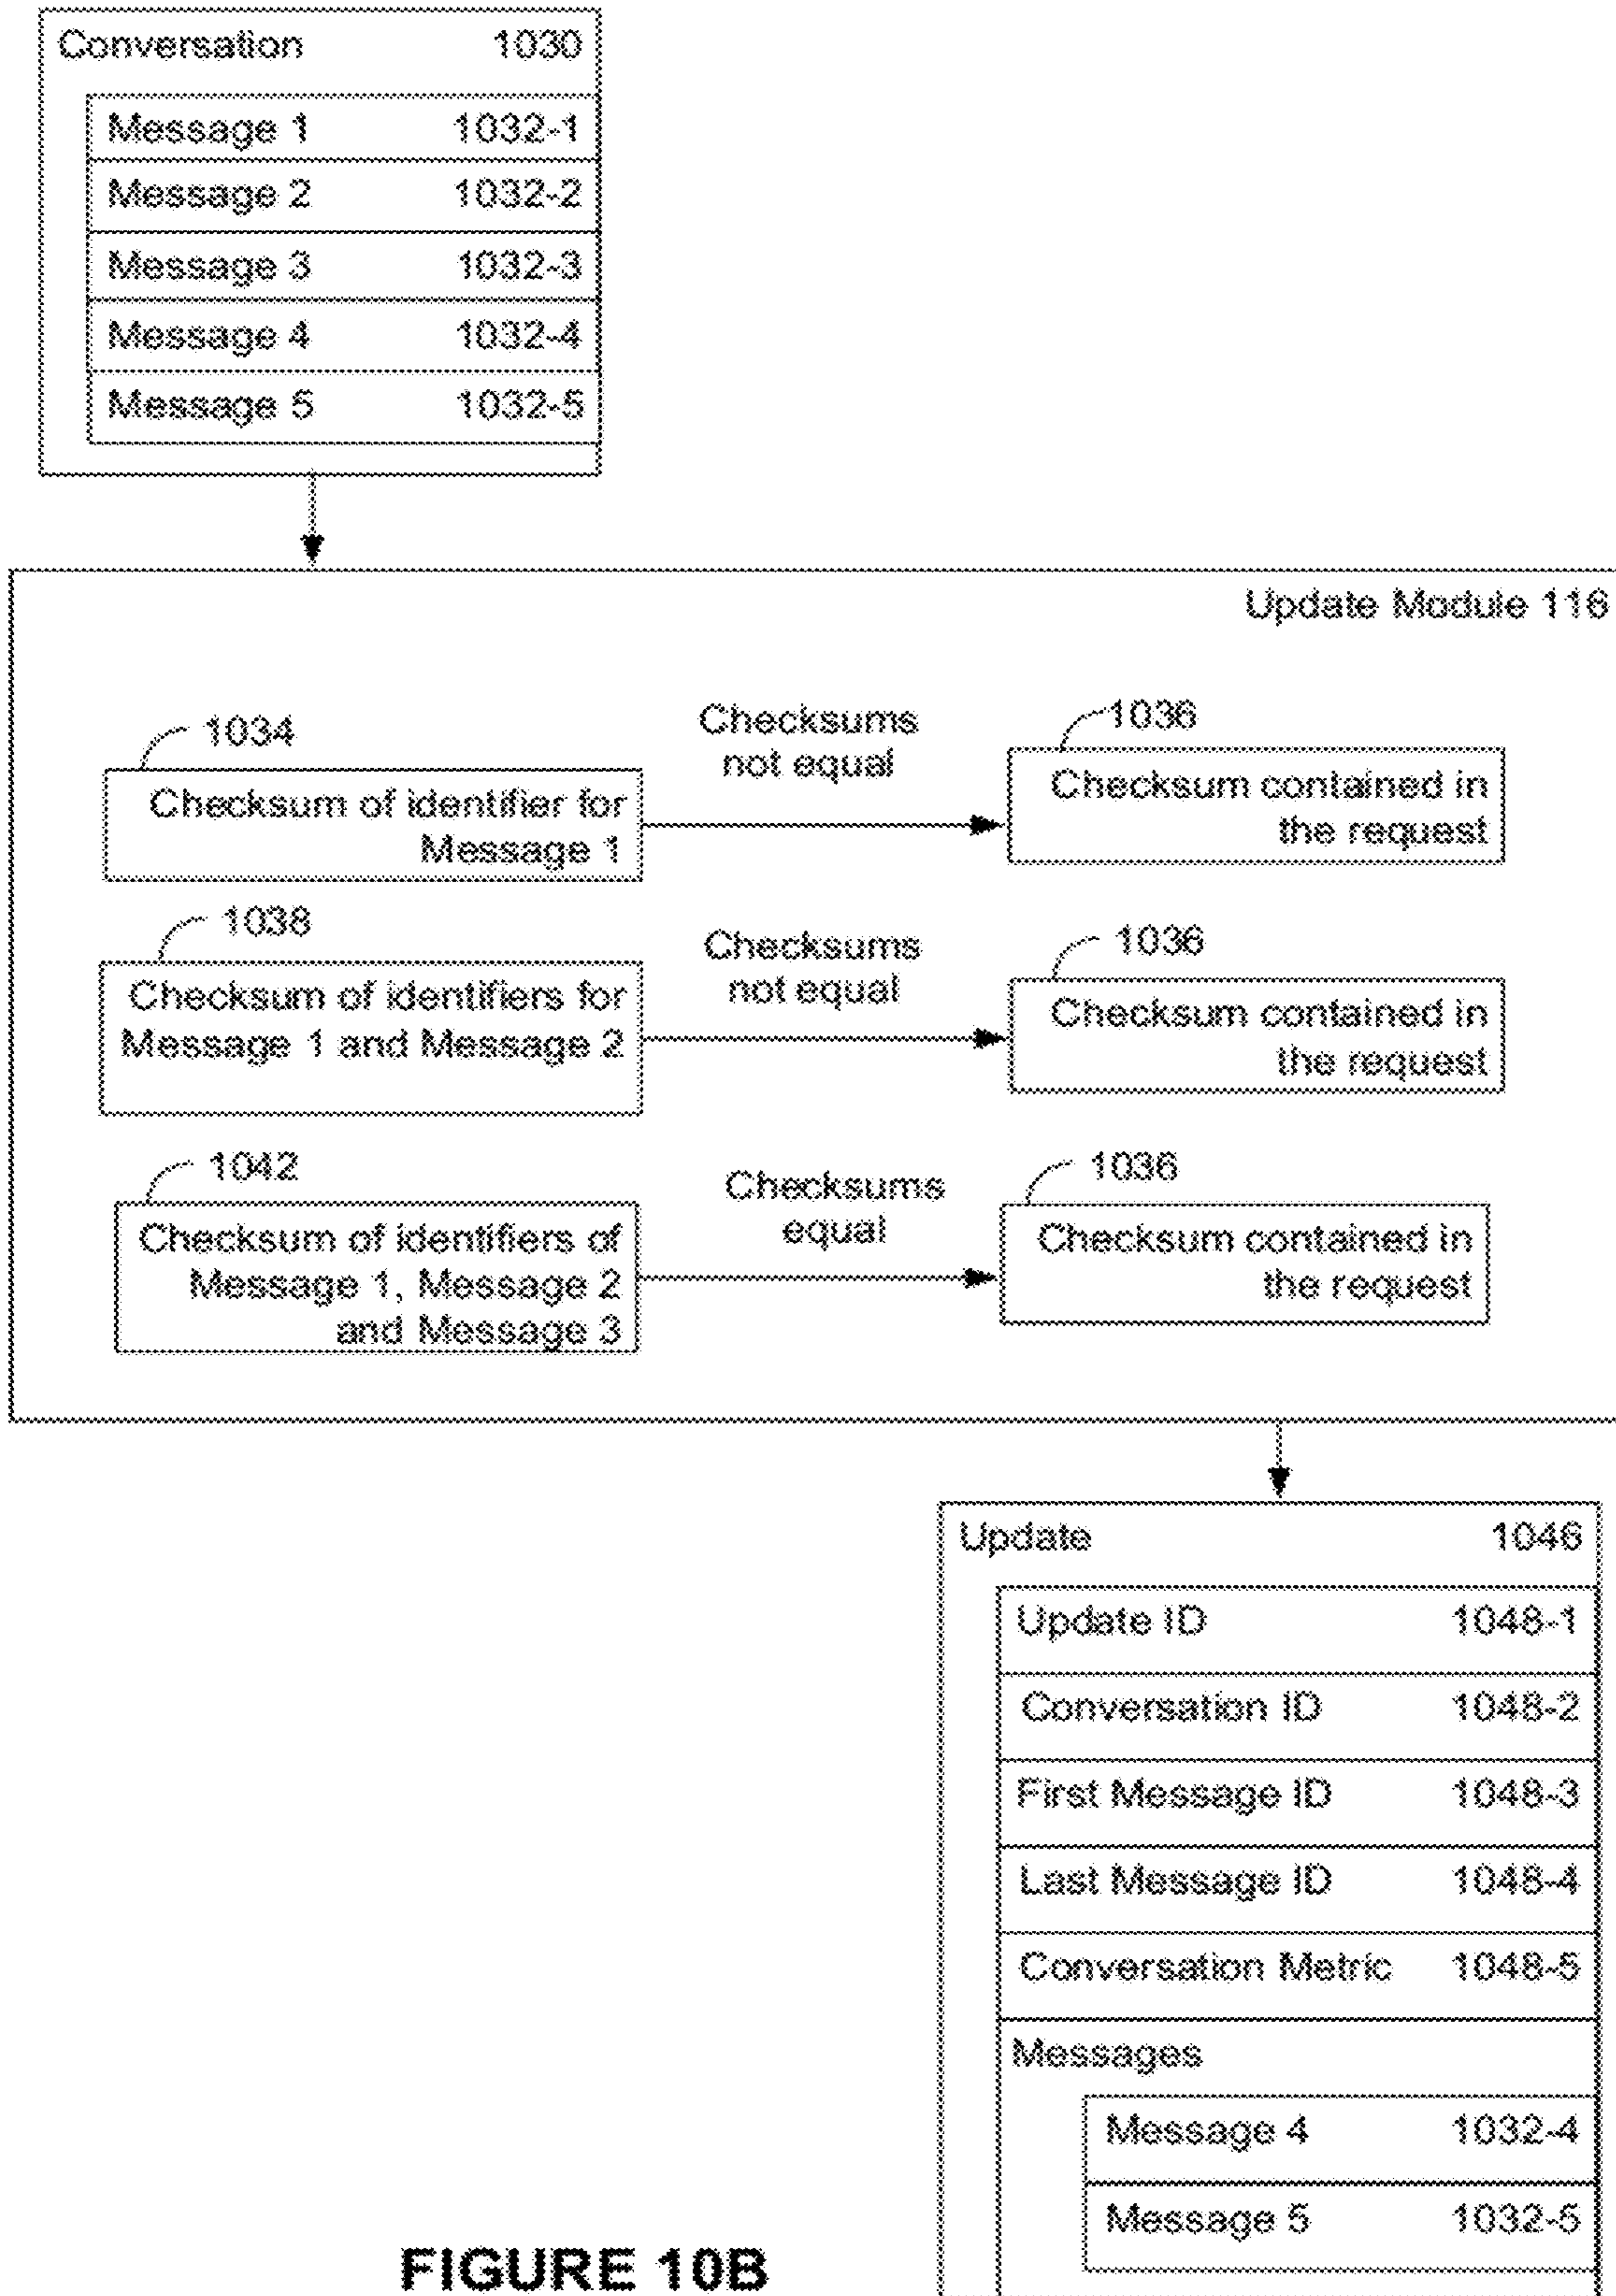 Conversation 1030
Message 1 1032-1
Message 2 1032-2
Message 3 1032-3
Message 4 1032-4
Message 5 1032-5
Update Module 116
1034
Checksum of identifier for
Message 1
Checksums
not equal
1036
Checksum contained in
the request
1038
Checksum of identifiers for
Message 1 and Message 2
Checksums
not equal
1036
Checksum contained in
the request
1042
Checksum of identifiers of
Message 1, Message 2
and Message 3
Checksums
equal
1036
Checksum contained in
the request
Update 1046
Update ID 1048-1
Conversation ID 1048-2
First Message ID 1048-3
Last Message ID 1048-4
Conversation Metric 1048-5
Messages
Message 4 1032-4
Message 5 1032-5
FIGURE 10B